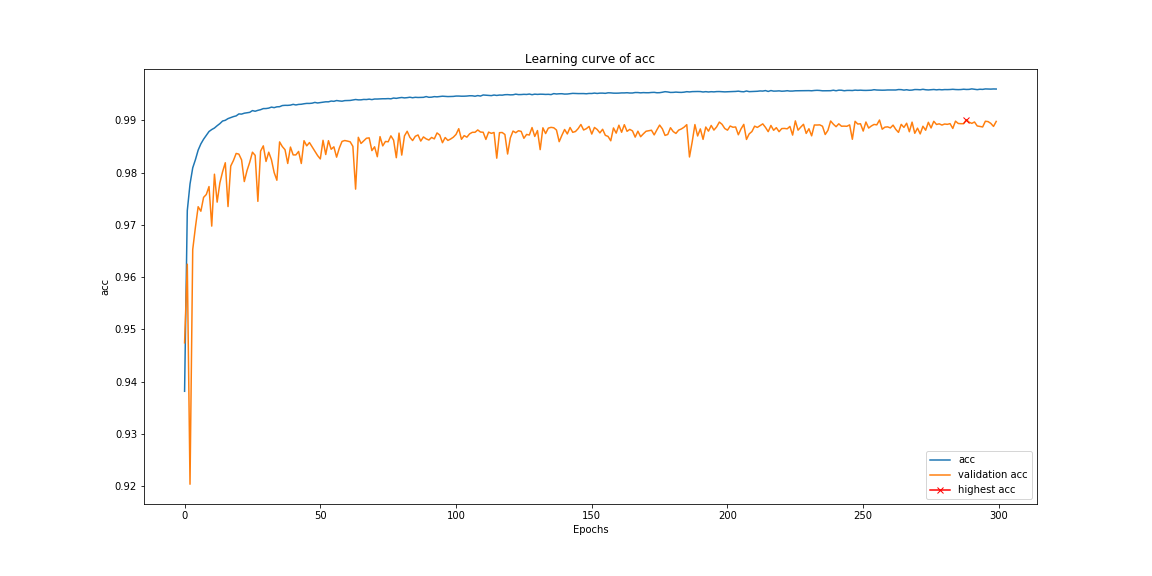 Learning curve of acc
acc
0.99
0.98
0.97
0.96
0.95
0.94
0.93
0.92
0
50
100
150
200
250
300
Epochs
acc
validation acc
highest acc